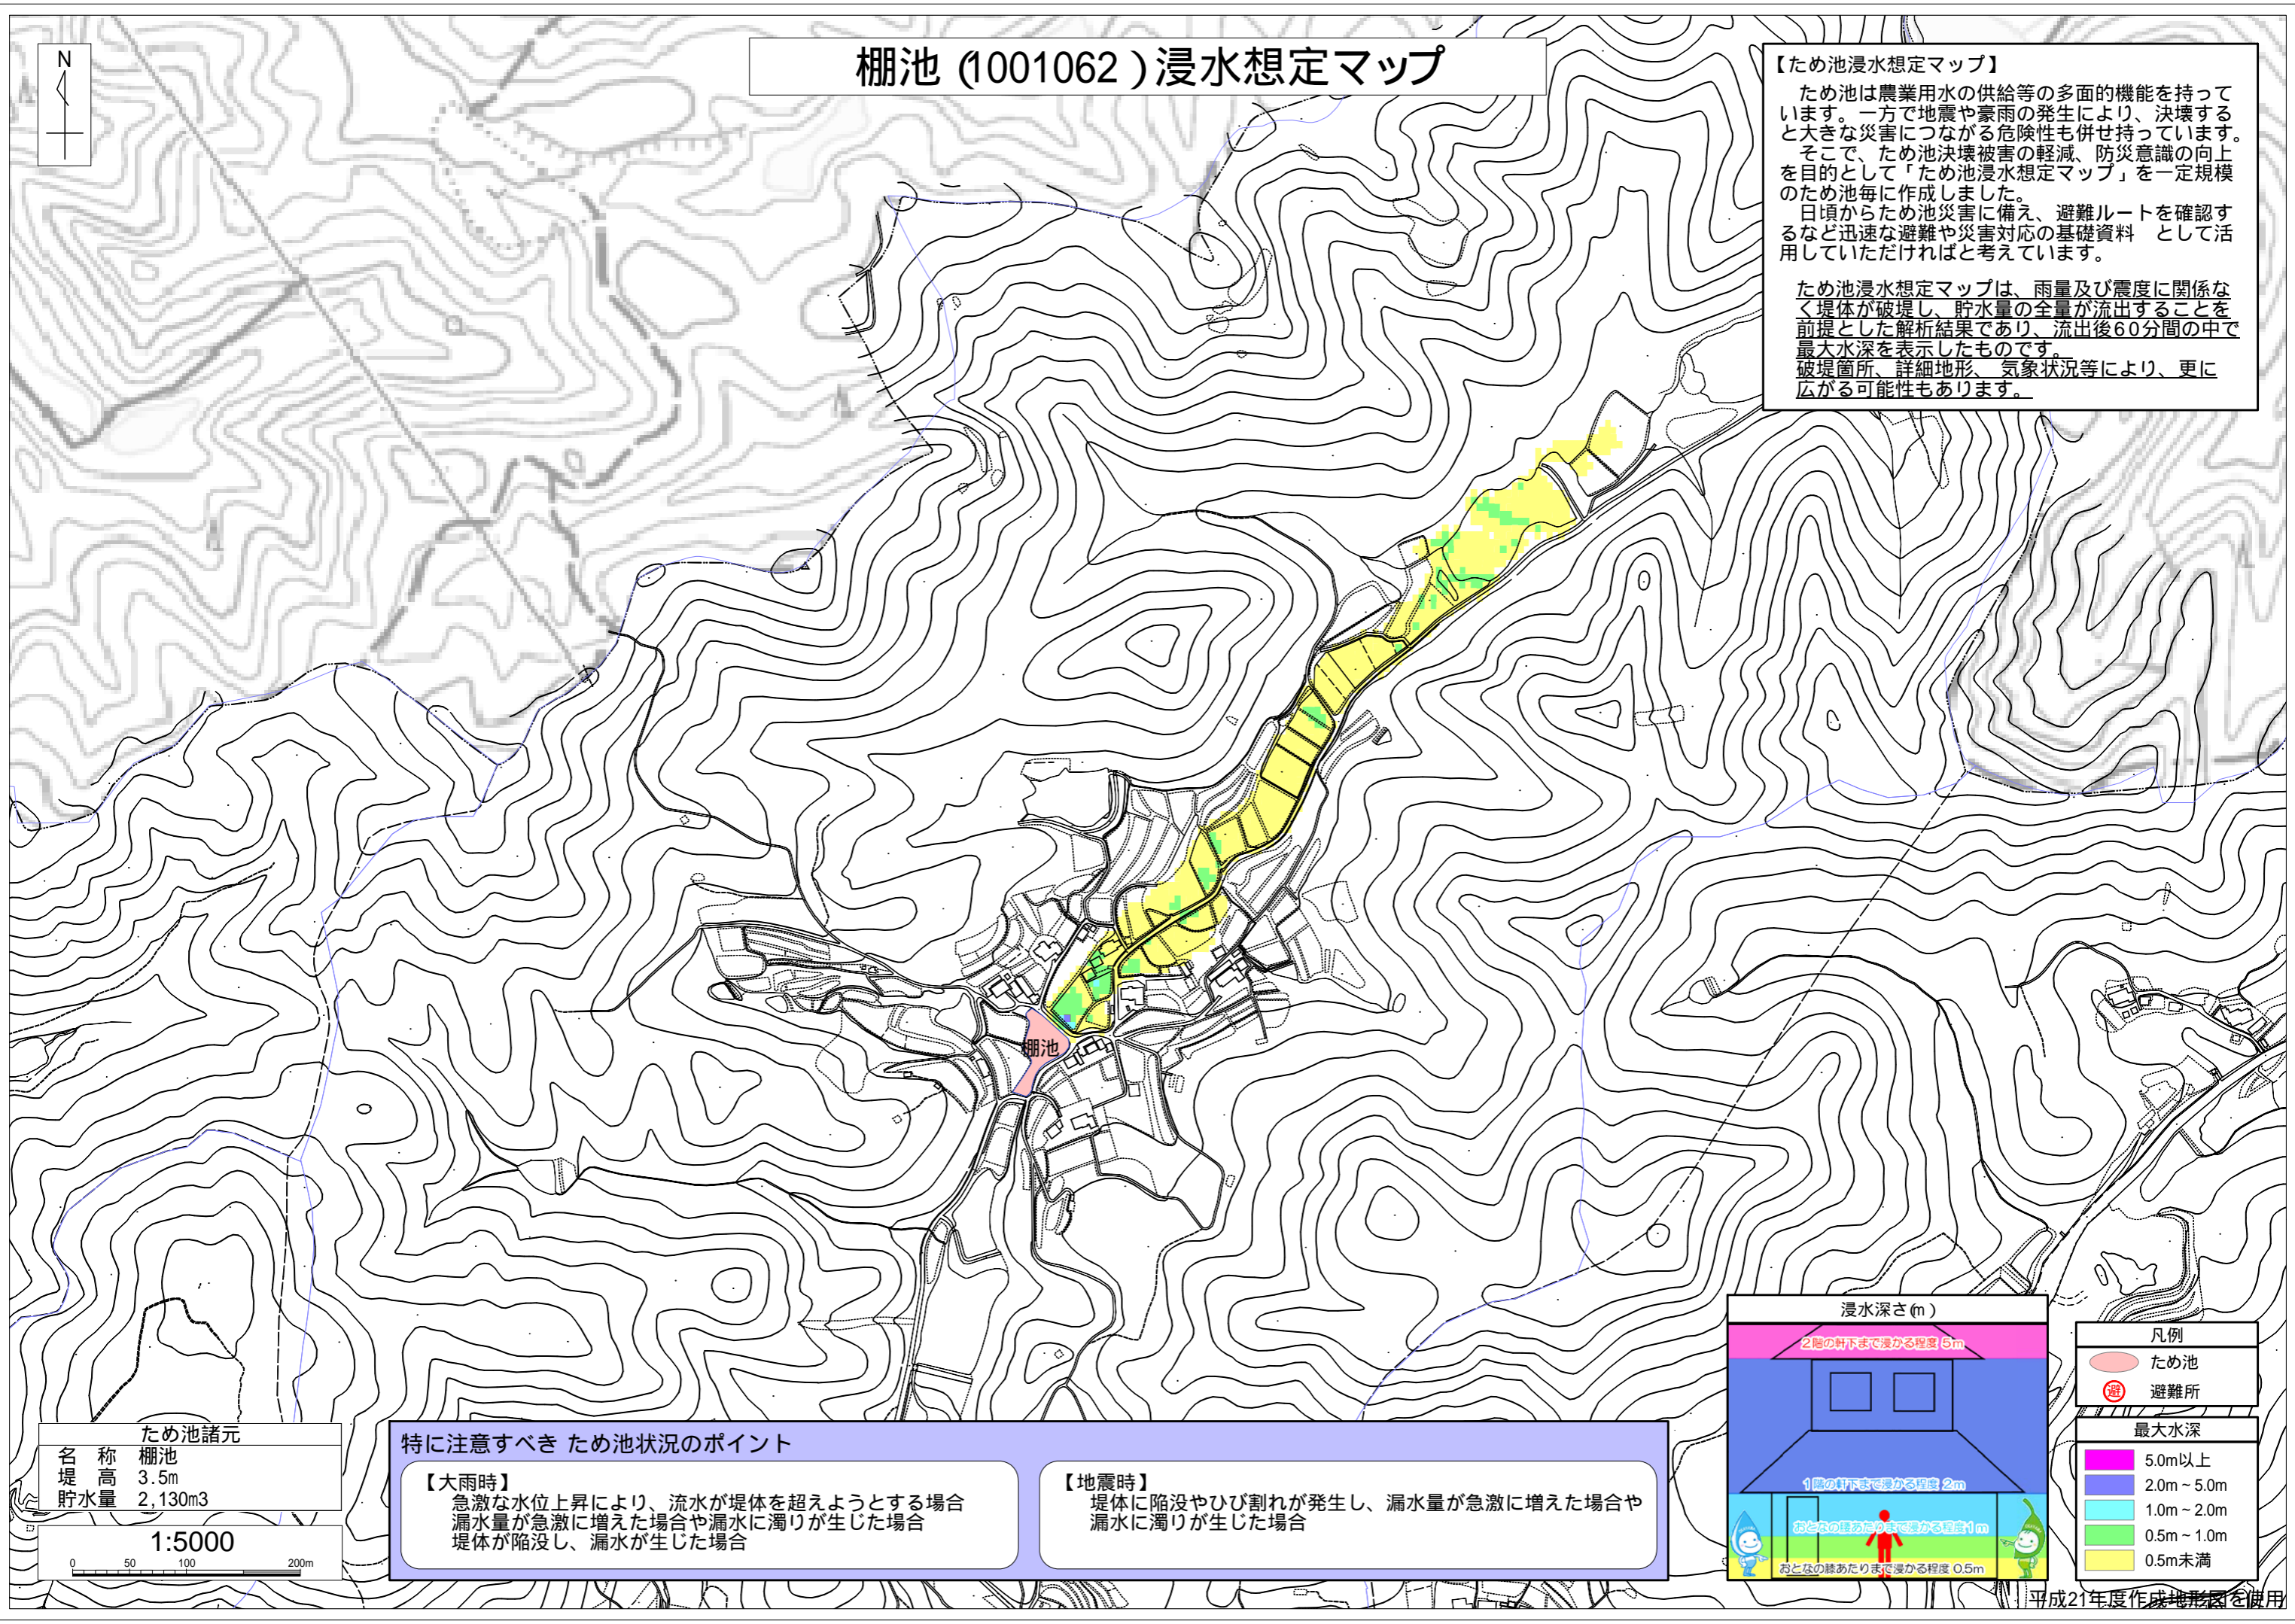 N
棚池 (1001062)浸水想定マップ
【ため池浸水想定マップ】
ため池は農業用水の供給等の多面的機能を持って
います。一方で地震や豪雨の発生により、決壊する
と大きな災害につながる危険性も併せ持っています。
そこで、ため池決壊被害の軽減、防災意識の向上
を目的として「ため池浸水想定マップ」を一定規模
のため池毎に作成しました。
日頃からため池災害に備え、避難ルートを確認す
るなど迅速な避難や災害対応の基礎資料 として活
用していただければと考えています。
ため池浸水想定マップは、雨量及び震度に関係な
く堤体が破堤し、貯水量の全量が流出することを
前提とした解析結果であり、流出後60分間の中で
最大水深を表示したものです。
破堤箇所、詳細地形、気象状況等により、更に
広がる可能性もあります。
棚池
ため池諸元
名 称 棚池
堤 高 3.5m
貯水量 2,130m3
1:5000
0 50 100 200m
特に注意すべき ため池状況のポイント
【大雨時】
急激な水位上昇により、流水が堤体を超えようとする場合
漏水量が急激に増えた場合や漏水に濁りが生じた場合
堤体が陥没し、漏水が生じた場合
【地震時】
堤体に陥没やひび割れが発生し、漏水量が急激に増えた場合や
漏水に濁りが生じた場合
浸水深さ(m)
2階の軒下まで浸かる程度 5m
1階の軒下まで浸かる程度 2m
おとなの腰あたりまで浸かる程度 1m
おとなの膝あたりまで浸かる程度 0.5m
凡例
ため池
避 避難所
最大水深
5.0m以上
2.0m~5.0m
1.0m~2.0m
0.5m~1.0m
0.5m未満
平成21年度作成地形図を使用